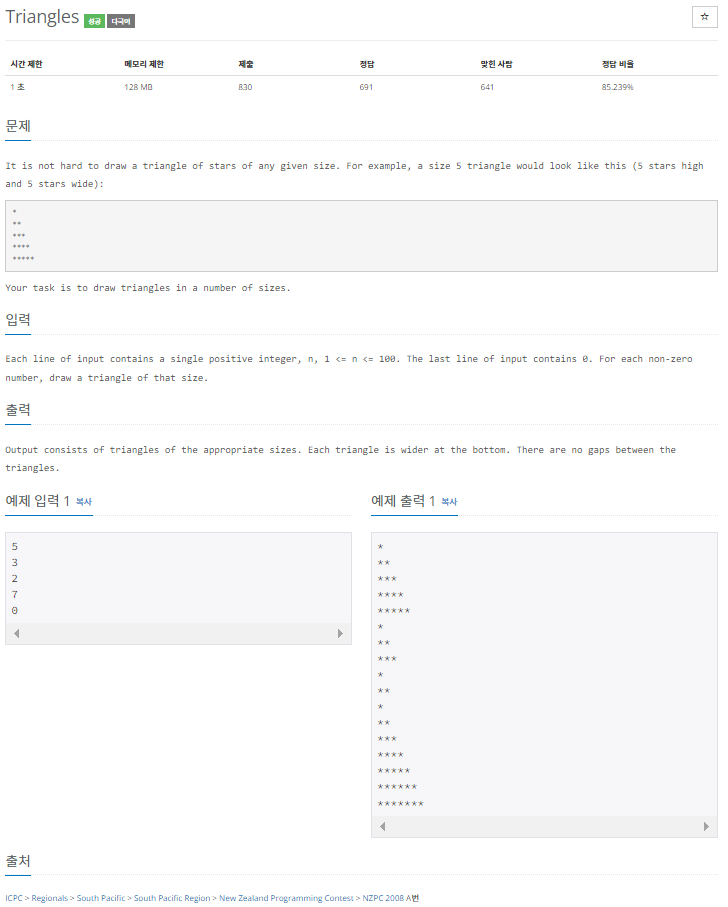 Triangles 성공 다국어
☆
시간 제한 메모리 제한 제출 정답 맞힌 사람 정답 비율
1 초 128 MB 830 691 641 85.239%
문제
It is not hard to draw a triangle of stars of any given size. For example, a size 5 triangle would look like this (5 stars high
and 5 stars wide):
*
**
***
****
*****
Your task is to draw triangles in a number of sizes.
입력
Each line of input contains a single positive integer, n, 1 <= n <= 100. The last line of input contains 0. For each non-zero
number, draw a triangle of that size.
출력
Output consists of triangles of the appropriate sizes. Each triangle is wider at the bottom. There are no gaps between the
triangles.
예제 입력 1 복사
5
3
2
7
0
예제 출력 1 복사
*
**
***
****
*****
*
**
***
*
**
*
**
***
****
*****
******
*******
출처
ICPC > Regionals > South Pacific > South Pacific Region > New Zealand Programming Contest > NZPC 2008 A번